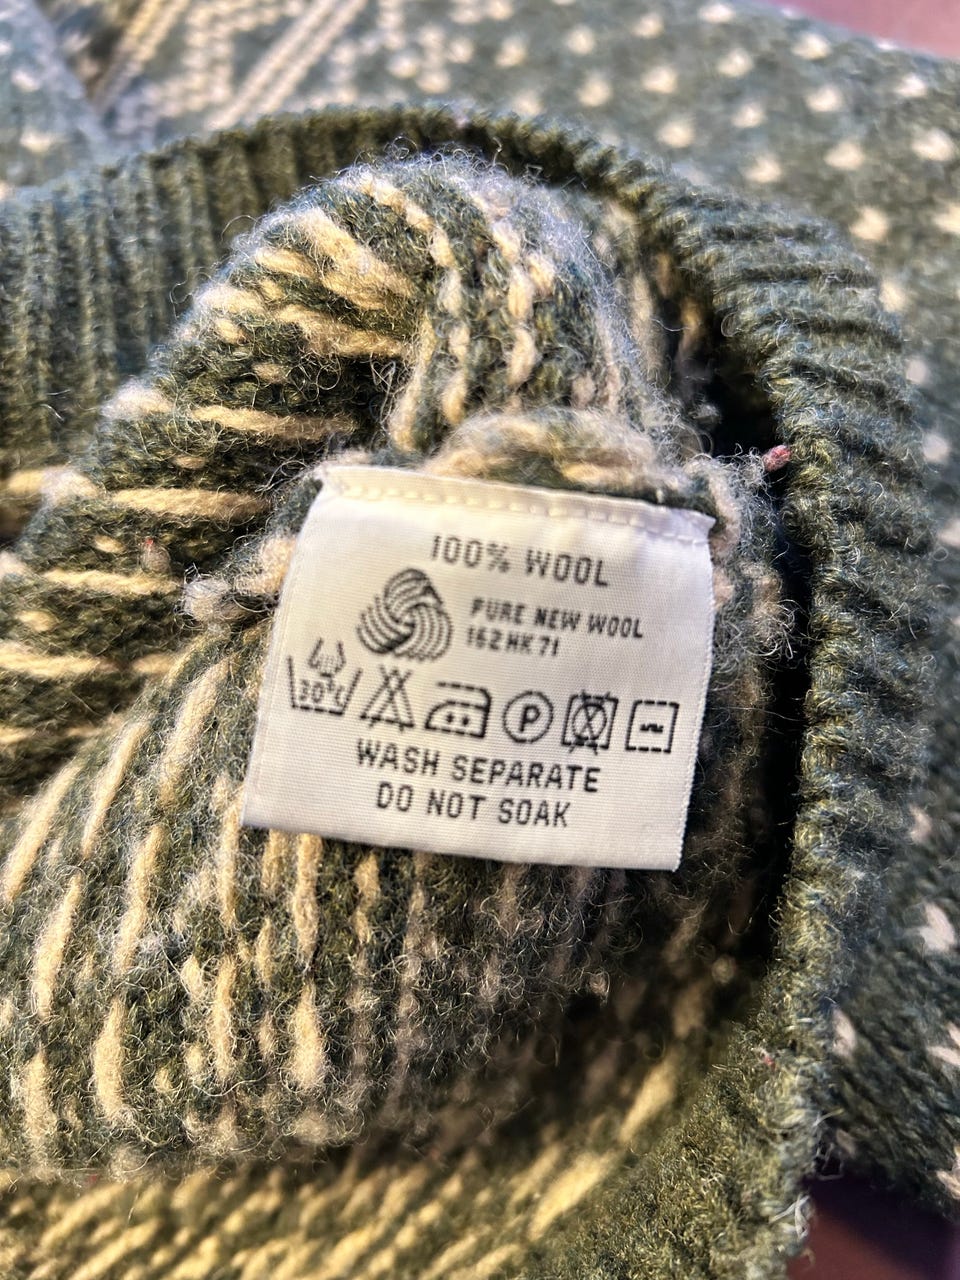 100% WOOL
PURE NEW WOOL
162 HK 71
30°C
P
WASH SEPARATE
DO NOT SOAK